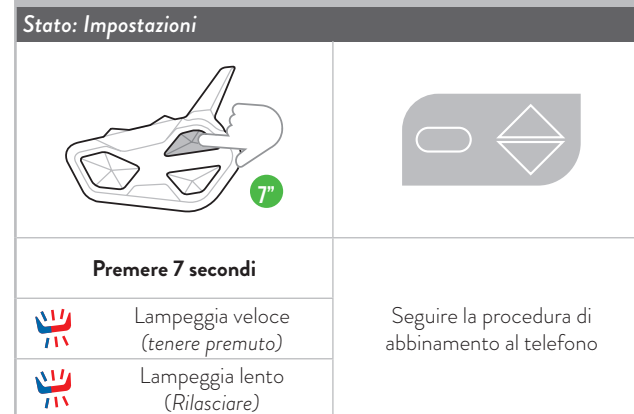 Stato: Impostazioni
7”
Premere 7 secondi
Lampeggia veloce
(tenere premuto)
Lampeggia lento
(Rilasciare)
Seguire la procedura di
abbinamento al telefono